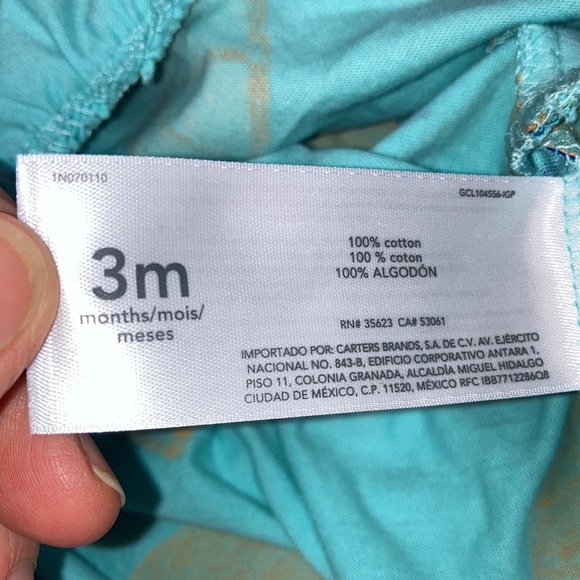 1N070110
GCL104556-IGP
3m
months/mois/
meses
100% cotton
100 % coton
100% ALGODÓN
RN# 35623 CA# 53061
IMPORTADO POR: CARTERS BRANDS, S.A. DE C.V. AV. EJÉRCITO
NACIONAL NO. 843-B, EDIFICIO CORPORATIVO ANTARA 1,
PISO 11, COLONIA GRANADA, ALCALDÍA MIGUEL HIDALGO
CIUDAD DE MÉXICO, C.P. 11520, MÉXICO RFC IBB7712286Q8